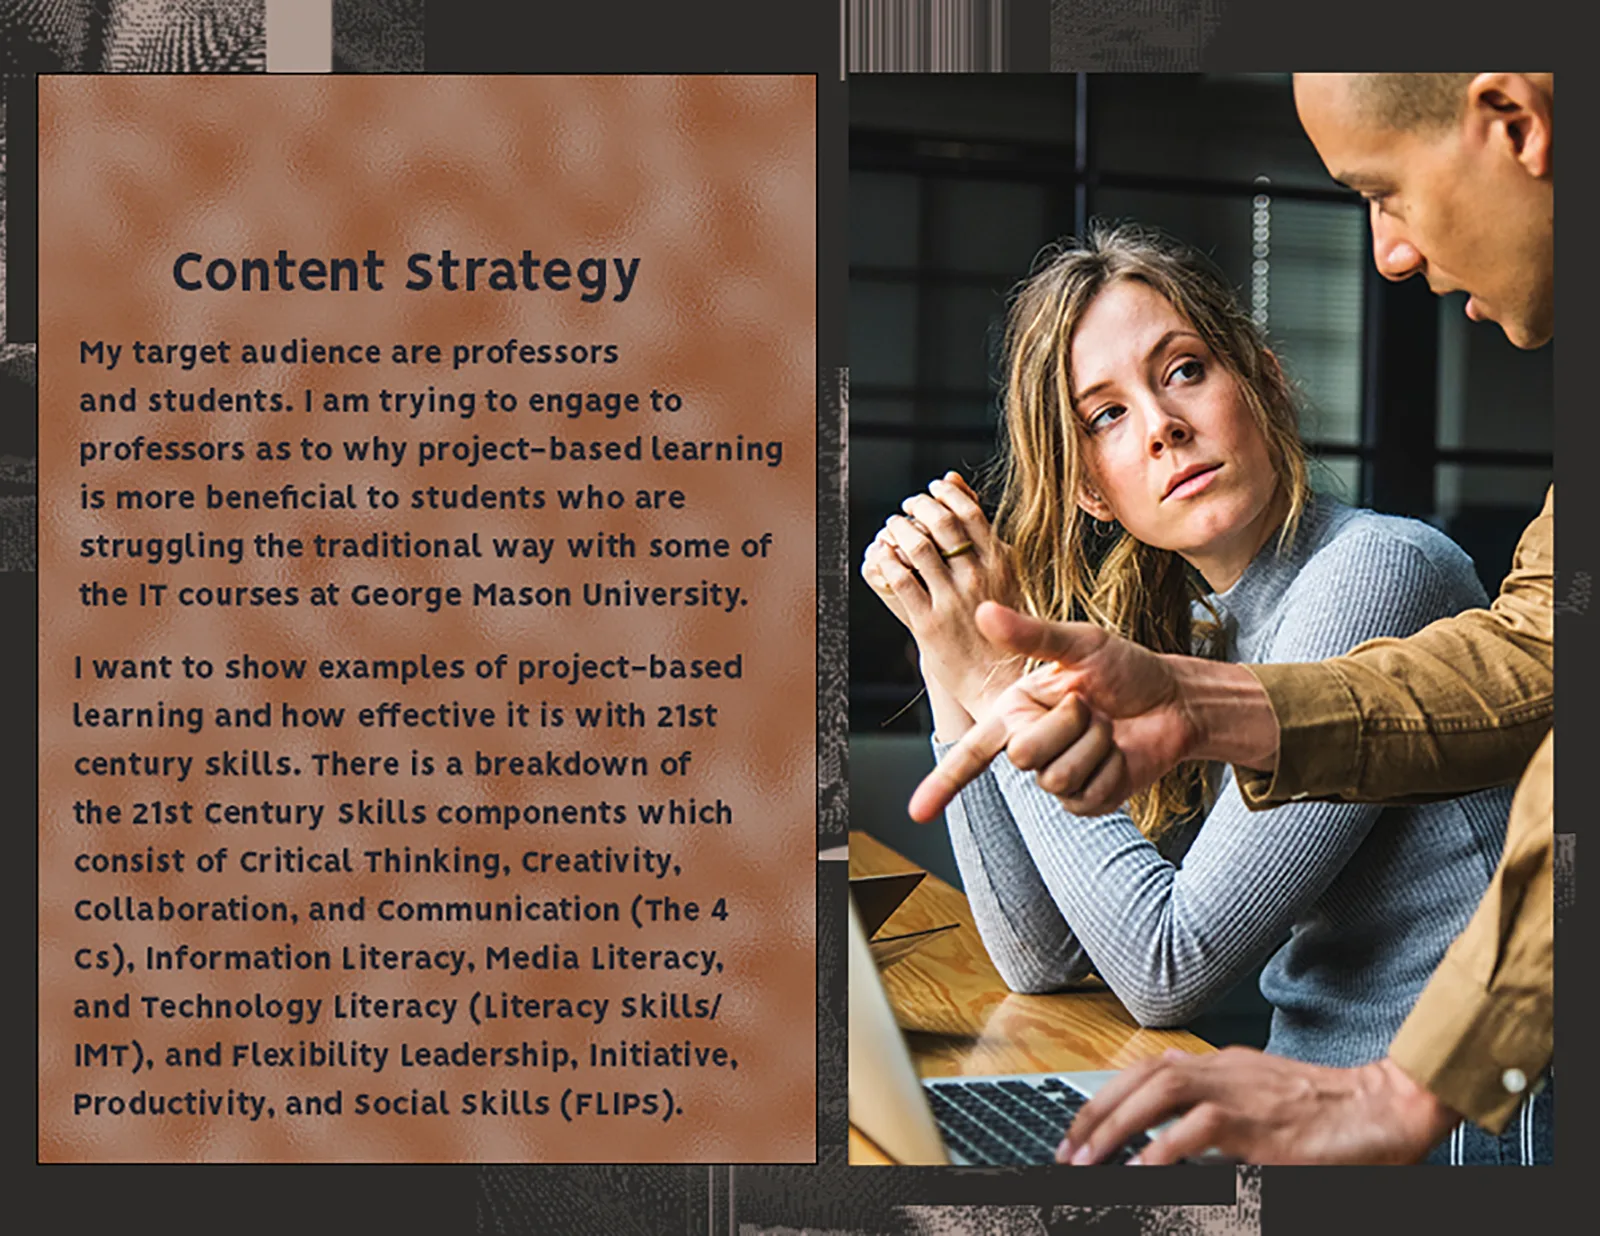 Content Strategy
My target audience are professors
and students. I am trying to engage to
professors as to why project-based learning
is more beneficial to students who are
struggling the traditional way with some of
the IT courses at George Mason University.
I want to show examples of project-based
learning and how effective it is with 21st
century skills. There is a breakdown of
the 21st Century Skills components which
consist of Critical Thinking, Creativity,
Collaboration, and Communication (The 4
Cs), Information Literacy, Media Literacy,
and Technology Literacy (Literacy Skills/
IMT), and Flexibility Leadership, Initiative,
Productivity, and Social Skills (FLIPS).